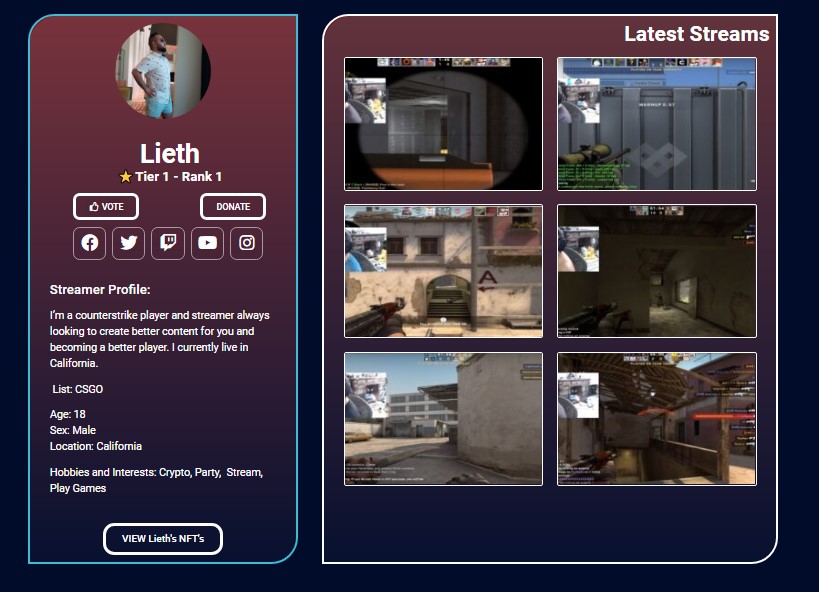 Latest Streams
Lieth
Tier 1 - Rank 1
VOTE
DONATE
Streamer Profile:
I'm a counterstrike player and streamer always
looking to create better content for you and
becoming a better player. I currently live in
California.
List: CSGO
Age: 18
Sex: Male
Location: California
Hobbies and Interests: Crypto, Party, Stream,
Play Games
VIEW Lieth's NFT's
A